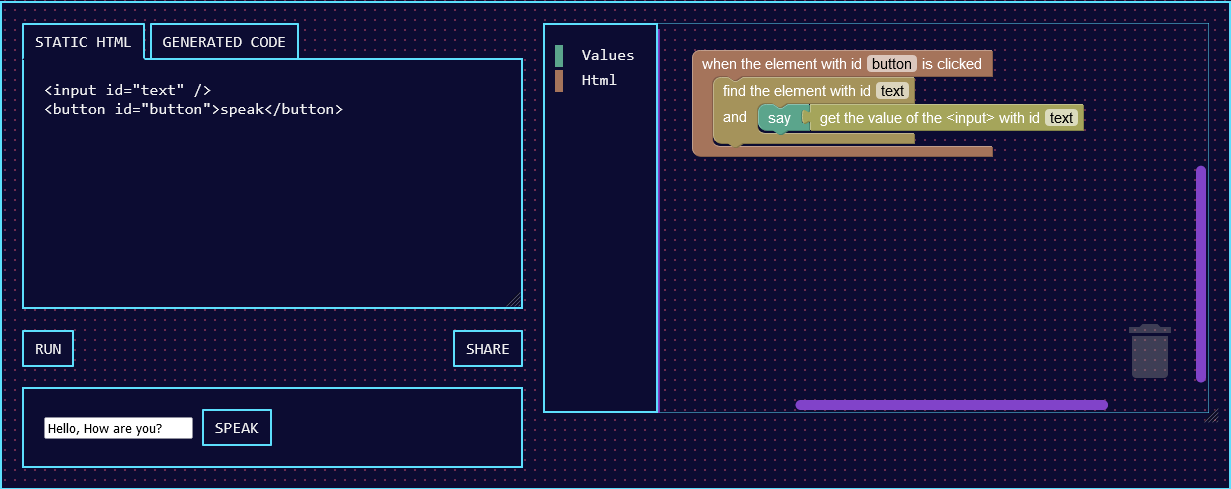 STATIC HTML
GENERATED CODE
<input id="text" />
<button id="button">speak</button>
RUN
SHARE
Hello, How are you?
SPEAK
Values
Html
when the element with id button is clicked
find the element with id text
and say get the value of the <input> with id text